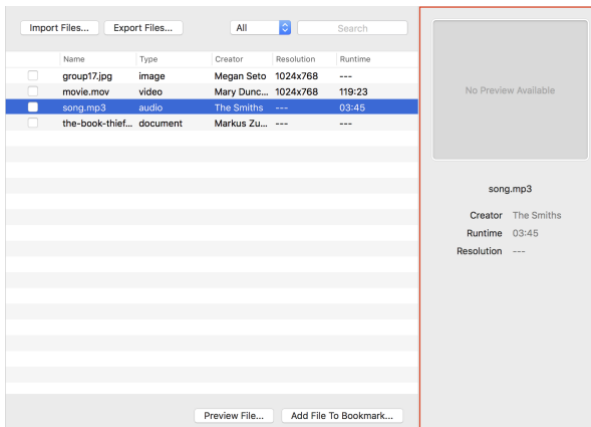 Import Files... Export Files... All Search
Name Type Creator Resolution Runtime
group17.jpg image Megan Seto 1024x768 ---
movie.mov video Mary Dunc... 1024x768 119:23
song.mp3 audio The Smiths --- 03:45
the-book-thief... document Markus Zu... --- ---
Preview File... Add File To Bookmark...
No Preview Available
song.mp3
Creator The Smiths
Runtime 03:45
Resolution ---